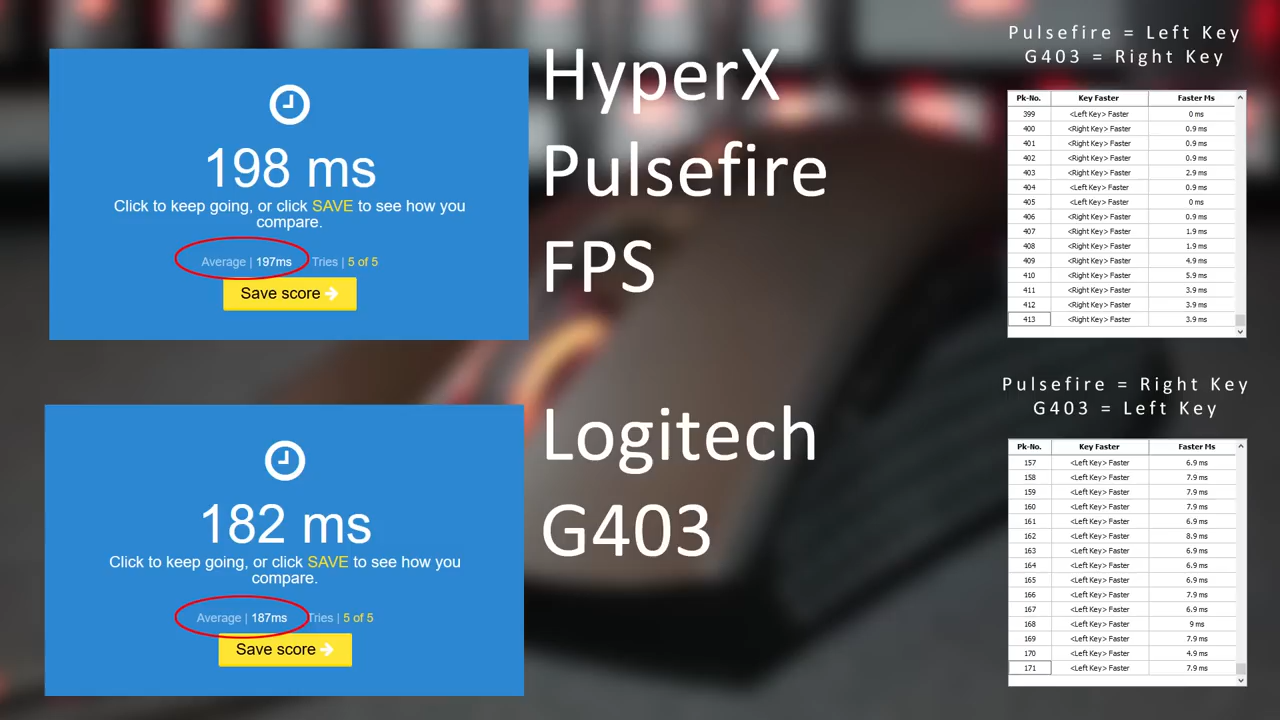 198 ms
Click to keep going, or click SAVE to see how you
compare.
Average | 197ms Tries | 5 of 5
Save score
HyperX
Pulsefire
FPS
182 ms
Click to keep going, or click SAVE to see how you
compare.
Average | 187ms Tries | 5 of 5
Save score
Logitech
G403
Pulsefire = Left Key
G403 = Right Key
Pk-No. Key Faster Faster Ms
399 <Left Key> Faster 0 ms
400 <Right Key> Faster 0.9 ms
401 <Right Key> Faster 0.9 ms
402 <Right Key> Faster 0.9 ms
403 <Right Key> Faster 2.9 ms
404 <Left Key> Faster 0.9 ms
405 <Left Key> Faster 0 ms
406 <Right Key> Faster 0.9 ms
407 <Right Key> Faster 1.9 ms
408 <Right Key> Faster 1.9 ms
409 <Right Key> Faster 4.9 ms
410 <Right Key> Faster 5.9 ms
411 <Right Key> Faster 3.9 ms
412 <Right Key> Faster 3.9 ms
413 <Right Key> Faster 3.9 ms
Pulsefire = Right Key
G403 = Left Key
Pk-No. Key Faster Faster Ms
157 <Left Key> Faster 6.9 ms
158 <Left Key> Faster 7.9 ms
159 <Left Key> Faster 7.9 ms
160 <Left Key> Faster 7.9 ms
161 <Left Key> Faster 6.9 ms
162 <Left Key> Faster 8.9 ms
163 <Left Key> Faster 6.9 ms
164 <Left Key> Faster 6.9 ms
165 <Left Key> Faster 6.9 ms
166 <Left Key> Faster 7.9 ms
167 <Left Key> Faster 6.9 ms
168 <Left Key> Faster 9 ms
169 <Left Key> Faster 7.9 ms
170 <Left Key> Faster 4.9 ms
171 <Left Key> Faster 7.9 ms